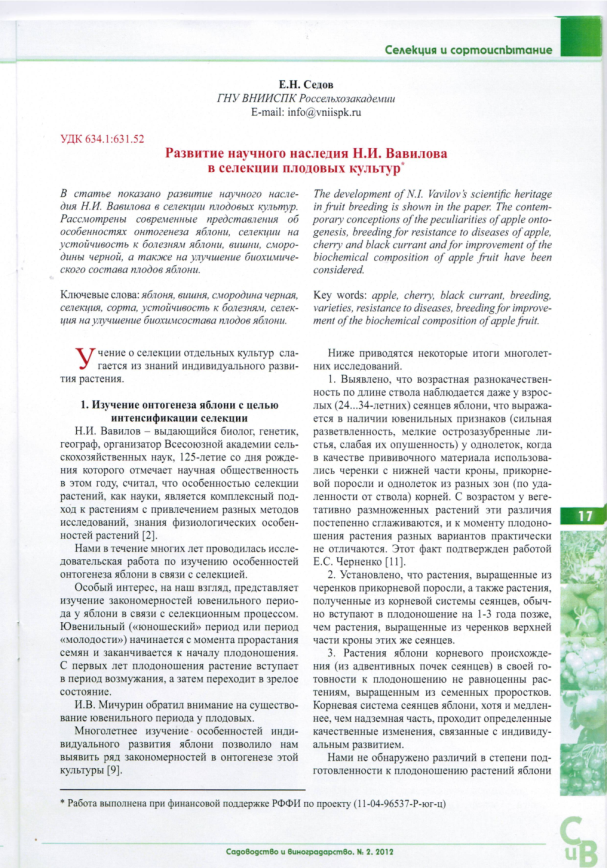 Селекция и сортоиспытание
Е.Н. Седов
ГНУ ВНИИСПК Россельхозакадемии
E-mail: info@vniispk.ru
УДК 634.1:631.52
Развитие научного наследия Н.И. Вавилова
в селекции плодовых культур*
В статье показано развитие научного насле-
дия Н.И. Вавилова в селекции плодовых культур.
Рассмотрены современные представления об
особенностях онтогенеза яблони, селекции на
устойчивость к болезням яблони, вишни, сморо-
дины черной, а также на улучшение биохимиче-
ского состава плодов яблони.
Ключевые слова: яблоня, вишня, смородина черная,
селекция, сорта, устойчивость к болезням, селек-
ция на улучшение биохимсостава плодов яблони.
The development of N.I. Vavilov's scientific heritage
in fruit breeding is shown in the paper. The contem-
porary conceptions of the peculiarities of apple onto-
genesis, breeding for resistance to diseases of apple,
cherry and black currant and for improvement of the
biochemical composition of apple fruit have been
considered.
Key words: apple, cherry, black currant, breeding,
varieties, resistance to diseases, breeding for improve-
ment of the biochemical composition of apple fruit.
Учение о селекции отдельных культур сла-
гается из знаний индивидуального разви-
тия растения.
1. Изучение онтогенеза яблони с целью
интенсификации селекции
Н.И. Вавилов – выдающийся биолог, генетик,
географ, организатор Всесоюзной академии сель-
скохозяйственных наук, 125-летие со дня рожде-
ния которого отмечает научная общественность
в этом году, считал, что особенностью селекции
растений, как науки, является комплексный под-
ход к растениям с привлечением разных методов
исследований, знания физиологических особен-
ностей растений [2].
Нами в течение многих лет проводилась иссле-
довательская работа по изучению особенностей
онтогенеза яблони в связи с селекцией.
Особый интерес, на наш взгляд, представляет
изучение закономерностей ювенильного перио-
да у яблони в связи с селекционным процессом.
Ювенильный («юношеский» период или период
«молодости») начинается с момента прорастания
семян и заканчивается к началу плодоношения.
С первых лет плодоношения растение вступает
в период возмужания, а затем переходит в зрелое
состояние.
И.В. Мичурин обратил внимание на существо-
вание ювенильного периода у плодовых.
Многолетнее изучение особенностей инди-
видуального развития яблони позволило нам
выявить ряд закономерностей в онтогенезе этой
культуры [9].
Ниже приводятся некоторые итоги многолет-
них исследований.
1. Выявлено, что возрастная разнокачествен-
ность по длине ствола наблюдается даже у взрос-
лых (24...34-летних) сеянцев яблони, что выража-
ется в наличии ювенильных признаков (сильная
разветвленность, мелкие острозазубренные ли-
стья, слабая их опушенность) у однолеток, когда
в качестве прививочного материала использова-
лись черенки с нижней части кроны, прикорне-
вой поросли и однолеток из разных зон (по уда-
ленности от ствола) корней. С возрастом у веге-
тативно размноженных растений эти различия
постепенно сглаживаются, и к моменту плодоно-
шения растения разных вариантов практически
не отличаются. Этот факт подтвержден работой
Е.С. Черненко [11].
2. Установлено, что растения, выращенные из
черенков прикорневой поросли, а также растения,
полученные из корневой системы сеянцев, обыч-
но вступают в плодоношение на 1-3 года позже,
чем растения, выращенные из черенков верхней
части кроны этих же сеянцев.
3. Растения яблони корневого происхожде-
ния (из адвентивных почек сеянцев) в своей го-
товности к плодоношению не равноценны рас-
тениям, выращенным из семенных проростков.
Корневая система сеянцев яблони, хотя и медлен-
нее, чем надземная часть, проходит определенные
качественные изменения, связанные с индивиду-
альным развитием.
Нами не обнаружено различий в степени под-
готовленности к плодоношению растений яблони
17
* Работа выполнена при финансовой поддержке РФФИ по проекту (11-04-96537-Р-юг-ц)
Садоводство и виноградарство. № 2. 2012
СиВ